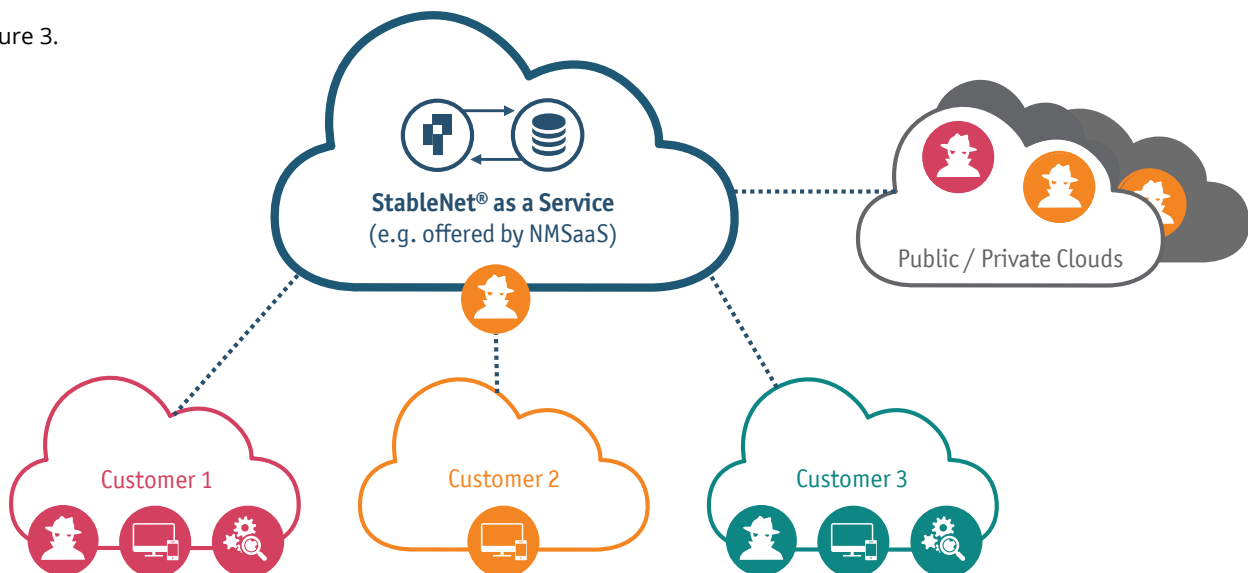 ure 3.
StableNet® as a Service
(e.g. offered by NMSaaS)
Public / Private Clouds
Customer 1
Customer 2
Customer 3